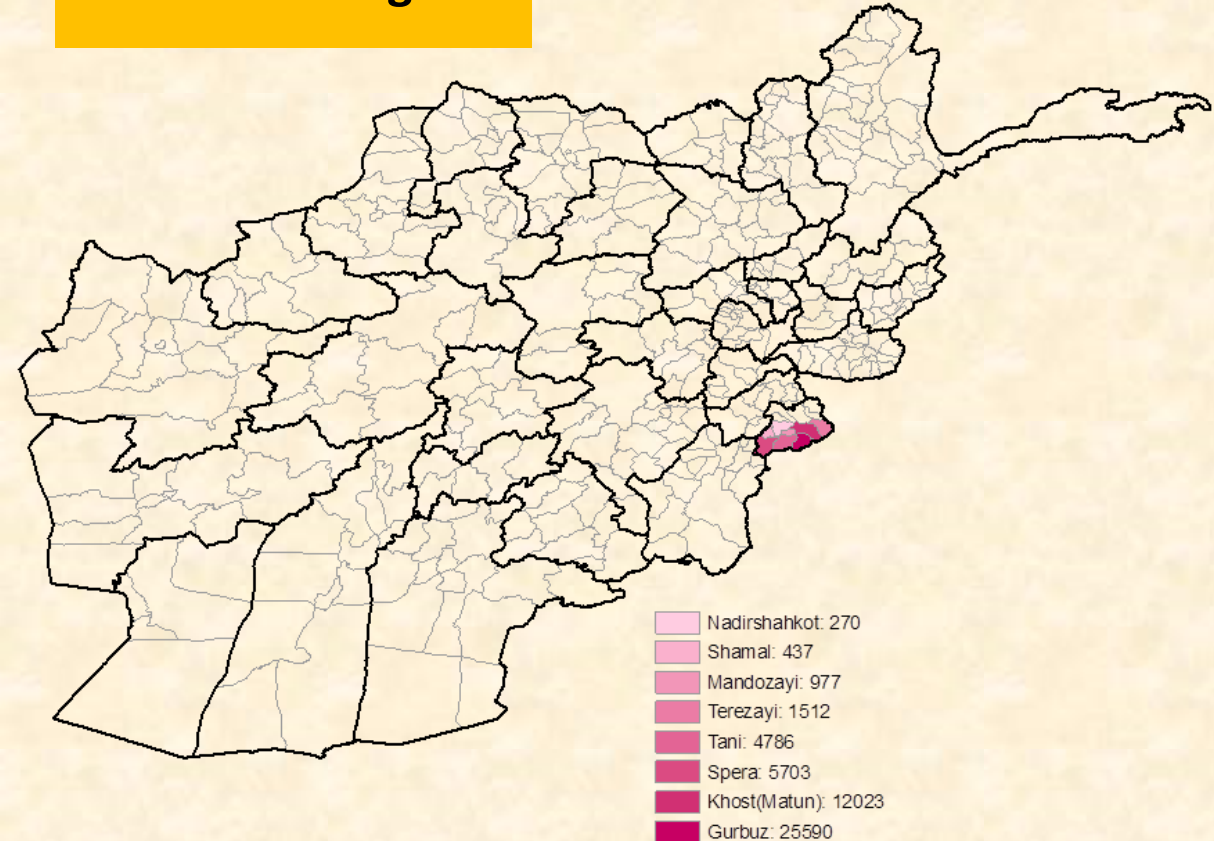 Nadirshahkot: 270
Shamal: 437
Mandozayi: 977
Terezayi: 1512
Tani: 4786
Spera: 5703
Khost(Matun): 12023
Gurbuz: 25590